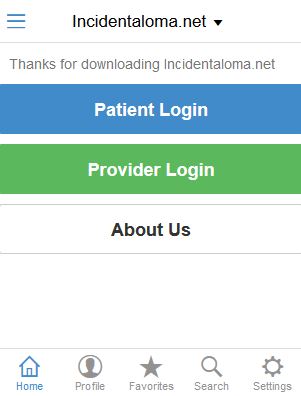 Incidentaloma.net
Thanks for downloading Incidentaloma.net
Patient Login
Provider Login
About Us
Home Profile Favorites Search Settings